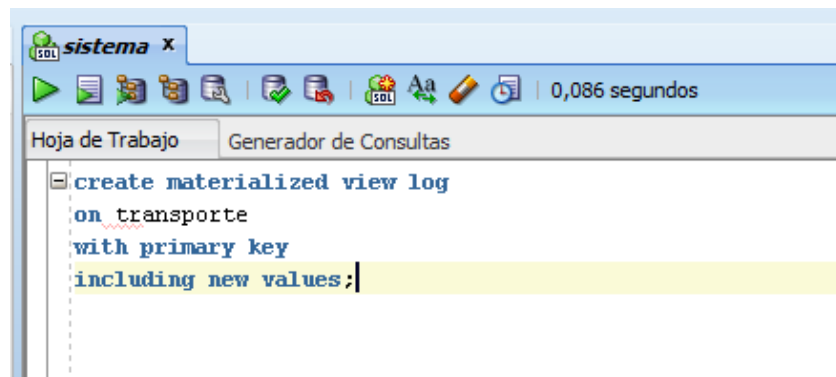 sistema x
0,086 segundos
Hoja de Trabajo Generador de Consultas
create materialized view log
on transporte
with primary key
including new values;